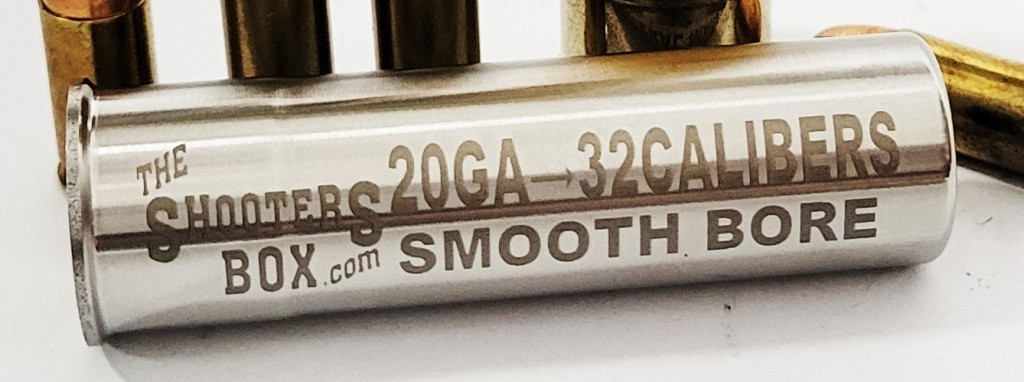 THE
SHOOTERS
BOX.com
20GA→32CALIBERS
SMOOTH BORE